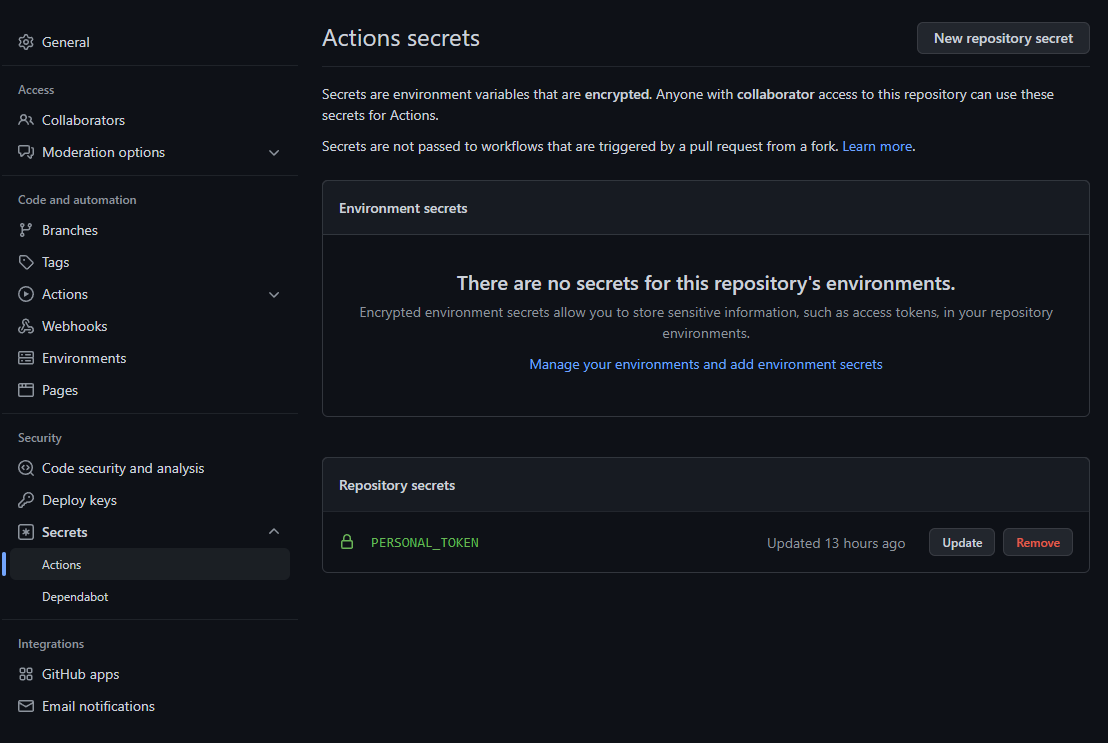 General
Access
Collaborators
Moderation options
Code and automation
Branches
Tags
Actions
Webhooks
Environments
Pages
Security
Code security and analysis
Deploy keys
Secrets
Actions
Dependabot
Integrations
GitHub apps
Email notifications
Actions secrets
New repository secret
Secrets are environment variables that are encrypted. Anyone with collaborator access to this repository can use these
secrets for Actions.
Secrets are not passed to workflows that are triggered by a pull request from a fork. Learn more.
Environment secrets
There are no secrets for this repository's environments.
Encrypted environment secrets allow you to store sensitive information, such as access tokens, in your repository
environments.
Manage your environments and add environment secrets
Repository secrets
PERSONAL_TOKEN Updated 13 hours ago Update Remove